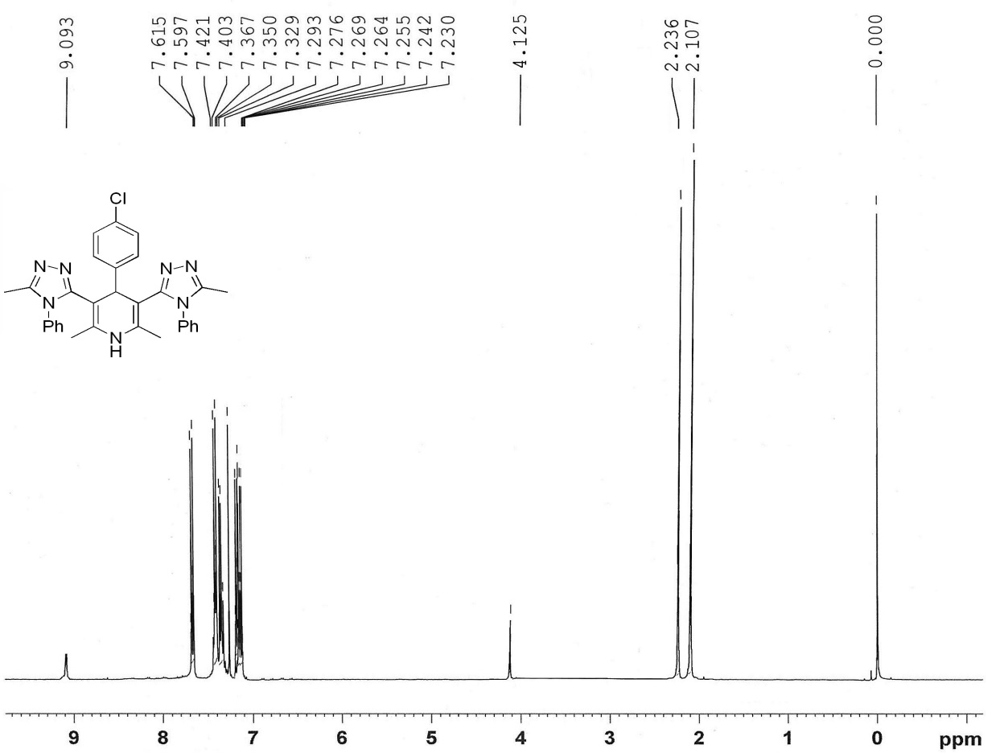 9.093
7.615
7.597
7.421
7.403
7.367
7.350
7.329
7.293
7.276
7.269
7.264
7.255
7.242
7.230
4.125
2.236
2.107
0.000
Cl
N N N N
N N
Ph Ph
N
H
9 8 7 6 5 4 3 2 1 0 ppm